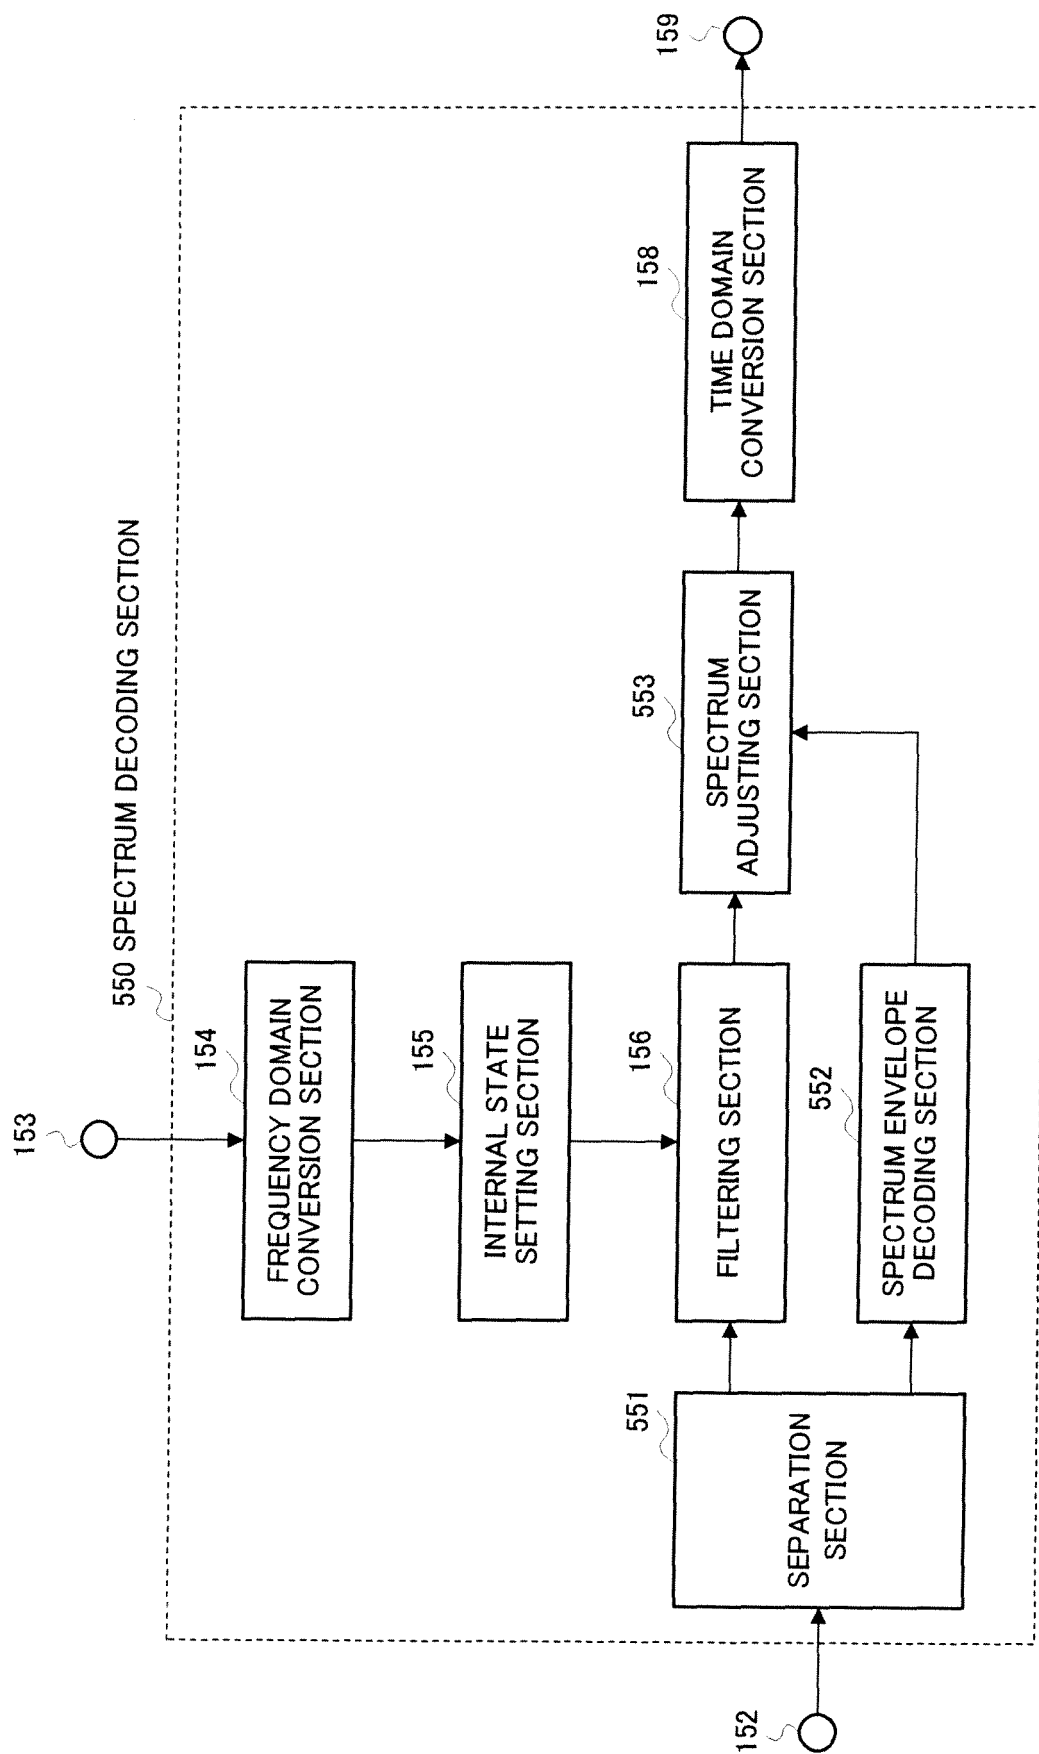 550 SPECTRUM DECODING SECTION
153
154
FREQUENCY DOMAIN
CONVERSION SECTION
155
INTERNAL STATE
SETTING SECTION
152
551
SEPARATION
SECTION
156
FILTERING SECTION
552
SPECTRUM ENVELOPE
DECODING SECTION
553
SPECTRUM
ADJUSTING SECTION
158
TIME DOMAIN
CONVERSION SECTION
159